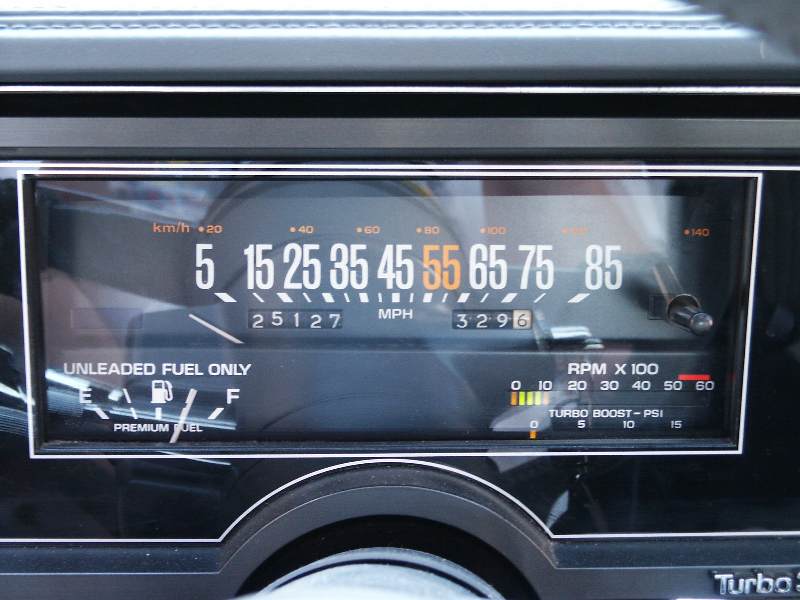 km/h 20 40 60 80 100 140
5 15 25 35 45 55 65 75 85
MPH
25127
3296
UNLEADED FUEL ONLY
E F
PREMIUM FUEL
RPM X 100
0 10 20 30 40 50 60
TURBO BOOST-PSI
0 5 10 15
Turbo